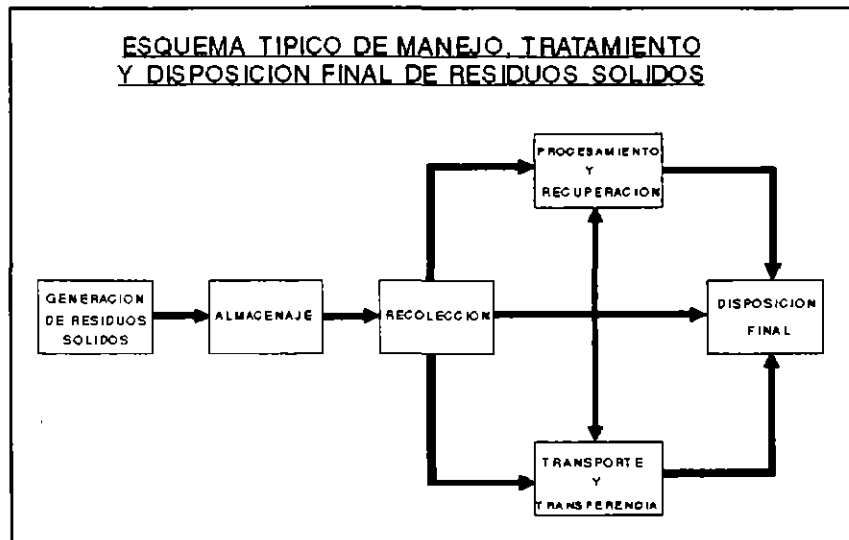 ESQUEMA TIPICO DE MANEJO, TRATAMIENTO
Y DISPOSICION FINAL DE RESIDUOS SOLIDOS
PROCESAMIENTO
Y
RECUPERACION
GENERACION
DE RESIDUOS
SOLIDOS
ALMACENAJE
RECOLECCION
DISPOSICION
FINAL
TRANSPORTE
Y
TRANSFERENCIA